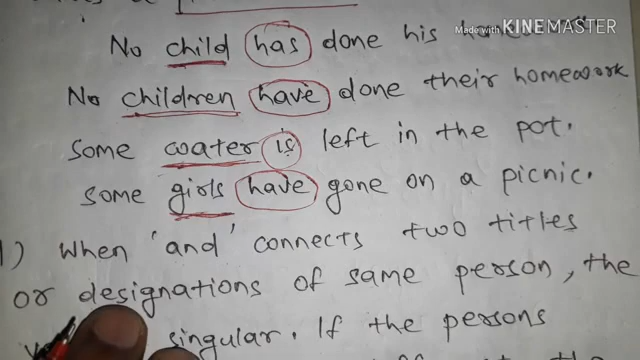 Made with KINEMASTER
No child has done his
No children have done their homework
Some water is left in the pot.
Some girls have gone on a picnic.
1) When 'and' connects two titles
or designations of same person, the
singular. If the persons